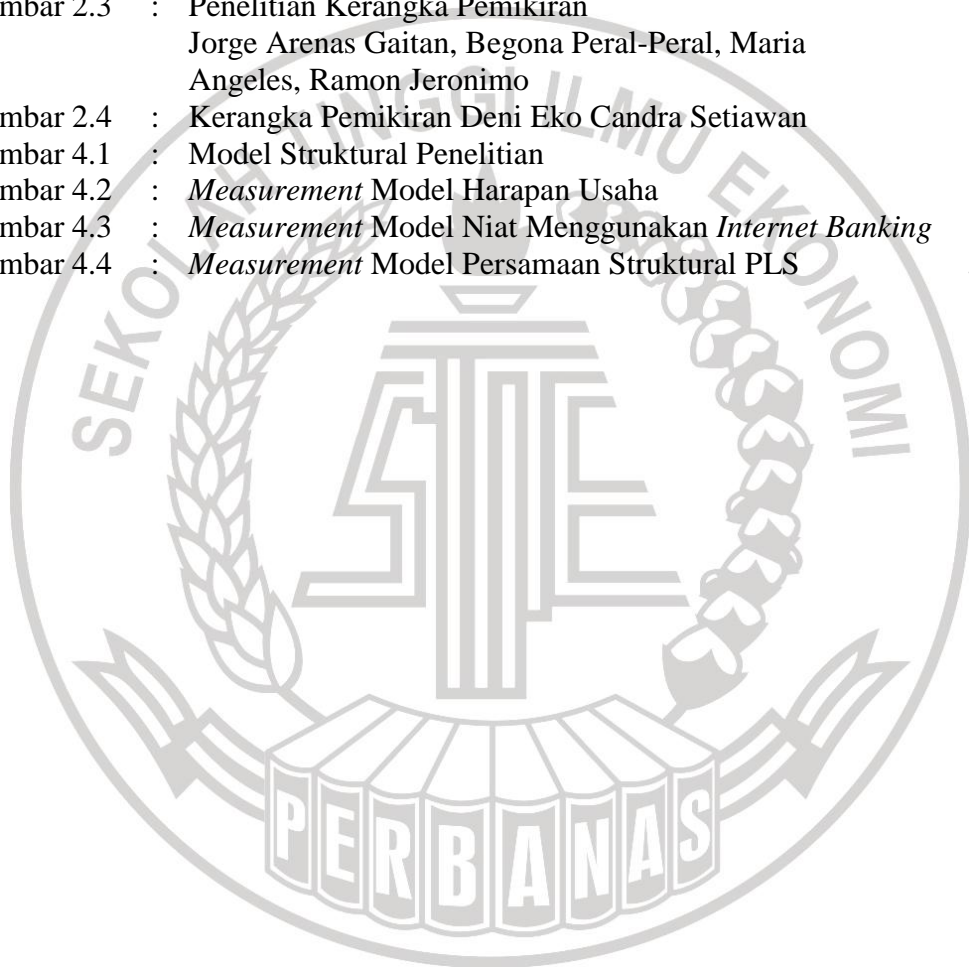 mbar 2.3 : Penelitian Kerangka Pemikiran
Jorge Arenas Gaitan, Begona Peral-Peral, Maria
Angeles, Ramon Jeronimo
mbar 2.4 : Kerangka Pemikiran Deni Eko Candra Setiawan
mbar 4.1 : Model Struktural Penelitian
mbar 4.2 : Measurement Model Harapan Usaha
mbar 4.3 : Measurement Model Niat Menggunakan Internet Banking
mbar 4.4 : Measurement Model Persamaan Struktural PLS
SEKOLAH TINGGI ILMU EKONOMI
STIE
PERBANAS